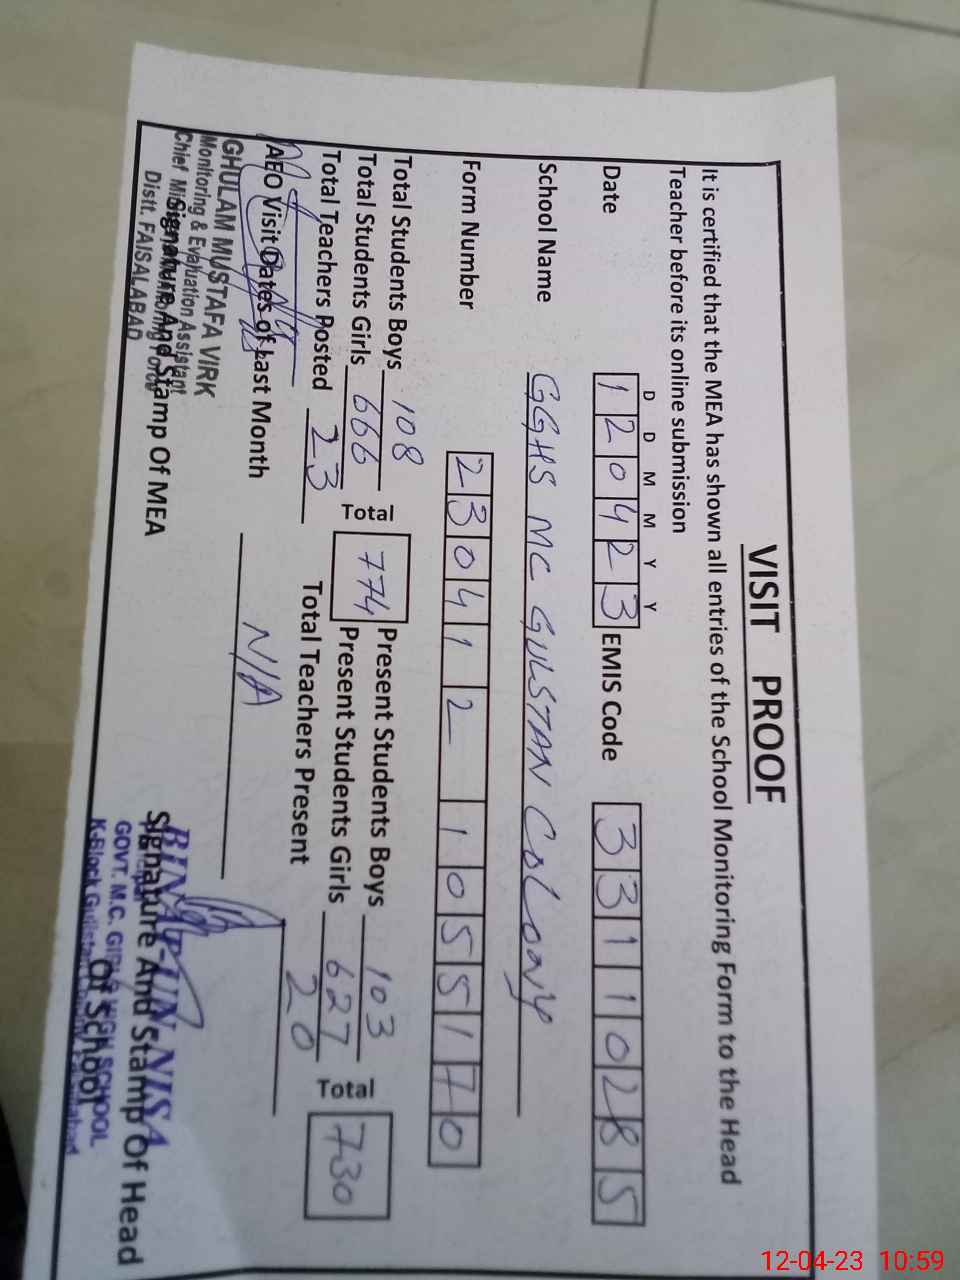 VISIT PROOF
It is certified that the MEA has shown all entries of the School Monitoring Form to the Head
Teacher before its online submission
D D M M Y Y
Date 1 2 0 4 2 3 EMIS Code 3 3 1 1 0 2 8 5
School Name GGHS MC GULSTAN COLONY
Form Number 2 3 0 4 1 2 1 0 5 5 1 7 0
Total Students Boys 108 Present Students Boys 103
Total 774 Total 730
Total Students Girls 666 Present Students Girls 627
Total Teachers Posted 23 Total Teachers Present 20
AEO Visit Dates of Last Month N/A
GHULAM MUSTAFA VIRK
Monitoring & Evaluation Assistant
Chief Monitoring Force
Distt. FAISALABAD
Signature And Stamp Of MEA
Signature And Stamp Of Head
Of School
GOVT. M.C. GIRLS HIGH SCHOOL
K-Block
12-04-23 10:59